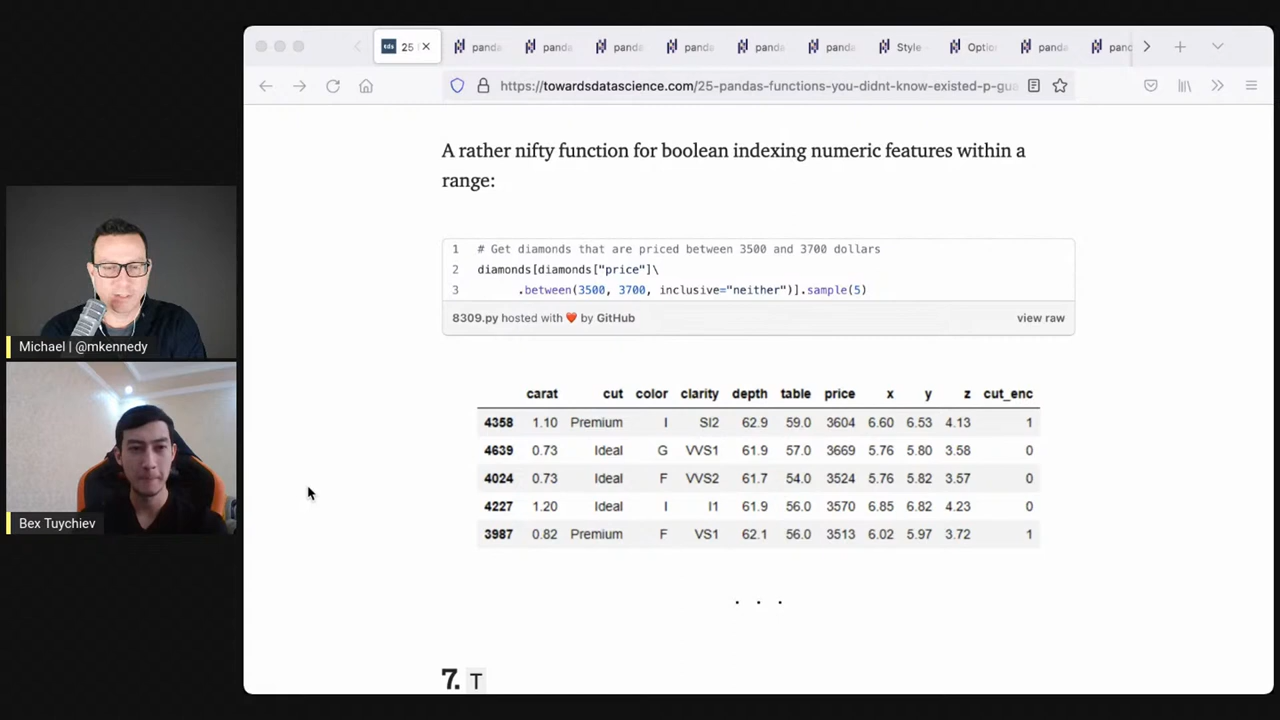 25
panda
panda
panda
panda
panda
panda
Style
Option
panda
pand
https://towardsdatascience.com/25-pandas-functions-you-didnt-know-existed-p-gua
A rather nifty function for boolean indexing numeric features within a
range:
1 # Get diamonds that are priced between 3500 and 3700 dollars
2 diamonds[diamonds["price"]\
3 .between(3500, 3700, inclusive="neither")].sample(5)
8309.py hosted with ❤ by GitHub view raw
carat cut color clarity depth table price x y z cut_enc
4358 1.10 Premium I SI2 62.9 59.0 3604 6.60 6.53 4.13 1
4639 0.73 Ideal G VVS1 61.9 57.0 3669 5.76 5.80 3.58 0
4024 0.73 Ideal F VVS2 61.7 54.0 3524 5.76 5.82 3.57 0
4227 1.20 Ideal I I1 61.9 56.0 3570 6.85 6.82 4.23 0
3987 0.82 Premium F VS1 62.1 56.0 3513 6.02 5.97 3.72 1
. . .
7. T
Michael | @mkennedy
Bex Tuychiev